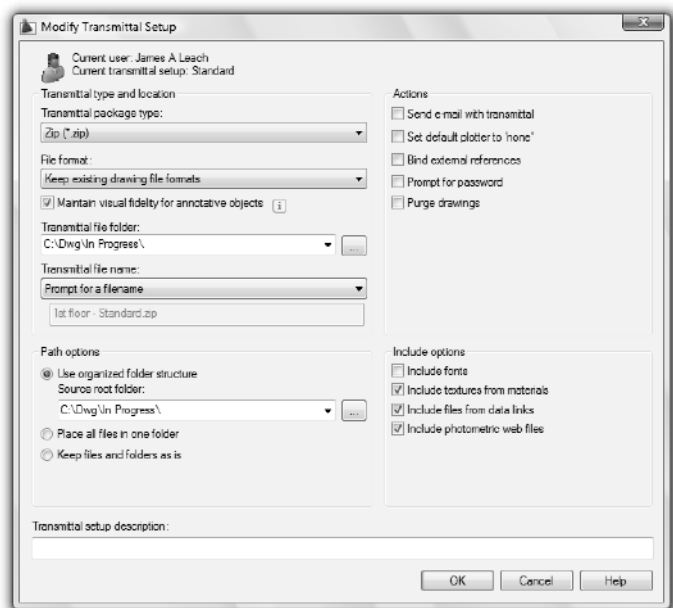 Modify Transmittal Setup
Current user: James A Leach
Current transmittal setup: Standard
Transmittal type and location
Transmittal package type:
Zip (*.zip)
File format:
Keep existing drawing file formats
Maintain visual fidelity for annotative objects
Transmittal file folder:
C:\Dwg\In Progress\
...
Transmittal file name:
Prompt for a filename
1st floor - Standard.zip
Actions
Send e-mail with transmittal
Set default plotter to 'none'
Bind external references
Prompt for password
Purge drawings
Path options
Use organized folder structure
Source root folder:
C:\Dwg\In Progress\
...
Place all files in one folder
Keep files and folders as is
Include options
Include fonts
Include textures from materials
Include files from data links
Include photometric web files
Transmittal setup description:
OK Cancel Help